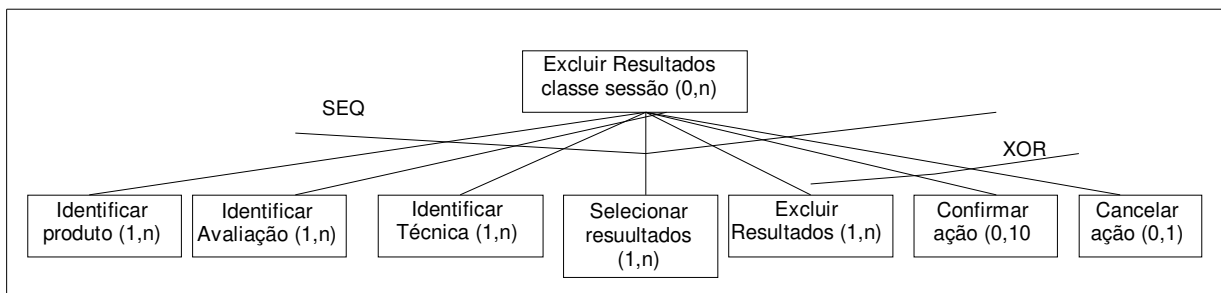 Excluir Resultados
classe sessão (0,n)
SEQ
XOR
Identificar
produto (1,n)
Identificar
Avaliação (1,n)
Identificar
Técnica (1,n)
Selecionar
resuultados
(1,n)
Excluir
Resultados (1,n)
Confirmar
ação (0,10
Cancelar
ação (0,1)